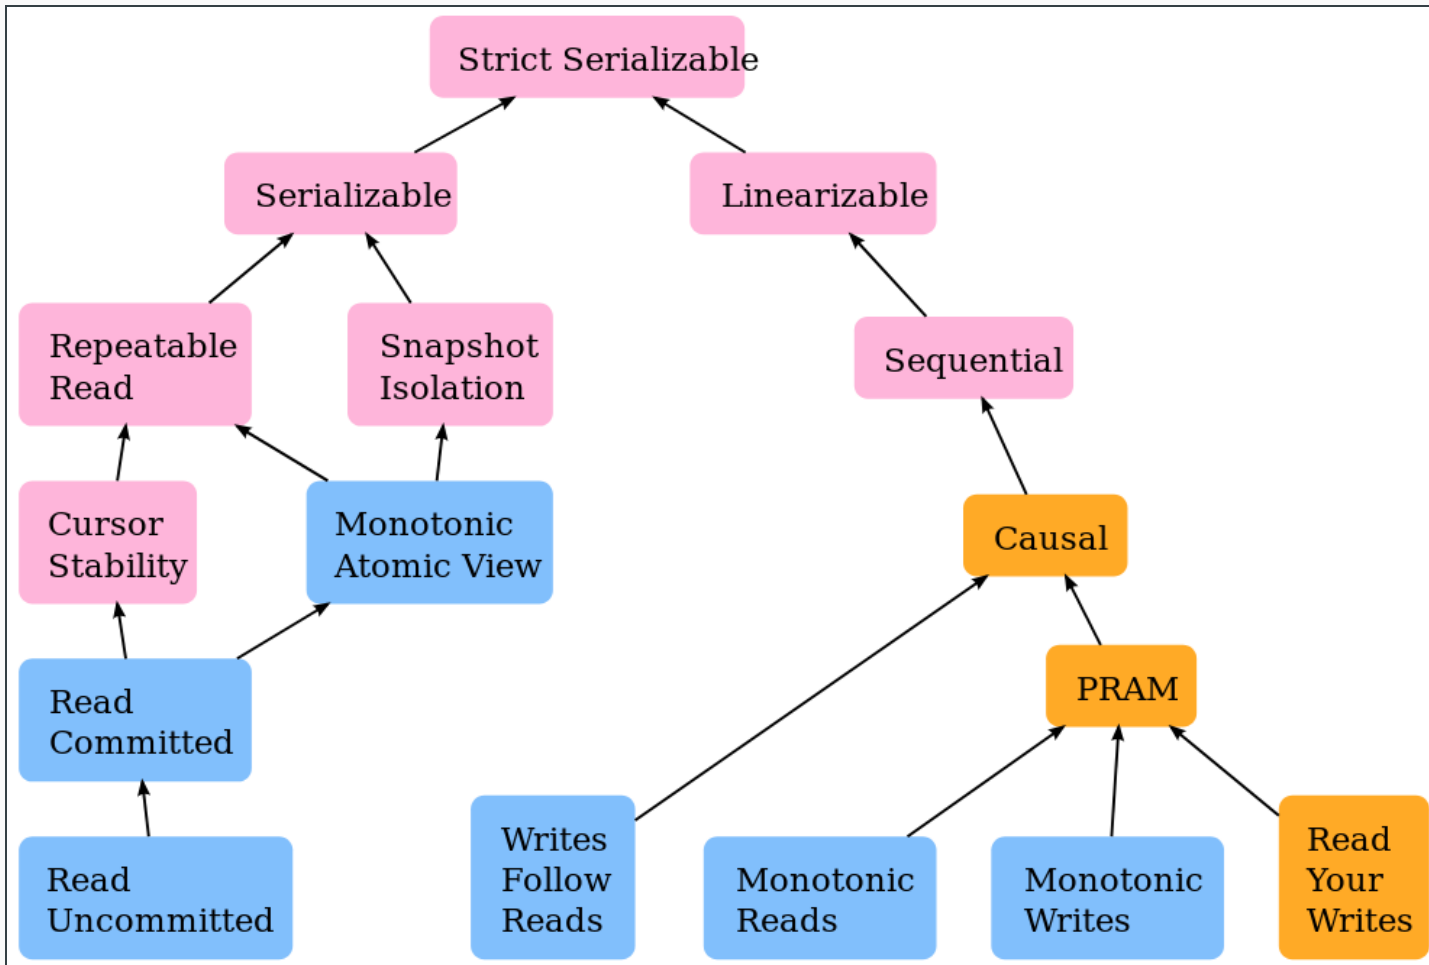 Strict Serializable
Serializable
Linearizable
Repeatable
Read
Snapshot
Isolation
Sequential
Cursor
Stability
Monotonic
Atomic View
Causal
Read
Committed
PRAM
Read
Uncommitted
Writes
Follow
Reads
Monotonic
Reads
Monotonic
Writes
Read
Your
Writes